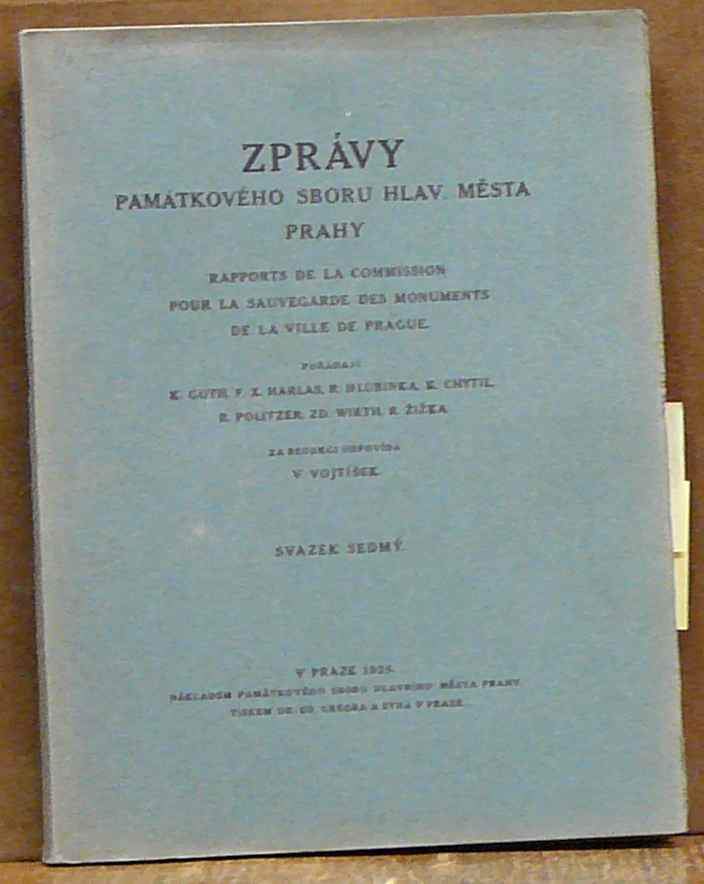 ZPRÁVY
PAMÁTKOVÉHO SBORU HLAV. MĚSTA
PRAHY
RAPPORTS DE LA COMMISSION
POUR LA SAUVEGARDE DES MONUMENTS
DE LA VILLE DE PRAGUE.
POŘÁDAJÍ
K. GUTH, F. X. HARLAS, R. HLUBINKA, K. CHYTIL,
R. POLITZER, ZD. WIRTH, R. ŽIŽKA.
ZA REDAKCI ODPOVÍDÁ
V. VOJTÍŠEK.
SVAZEK SEDMÝ.
V PRAZE
NÁKLADEM PAMÁTKOVÉHO SBORU HLAVNÍHO MĚSTA PRAHY.
TISKEM DR. ED. GRÉGRA A SYNA V PRAZE.